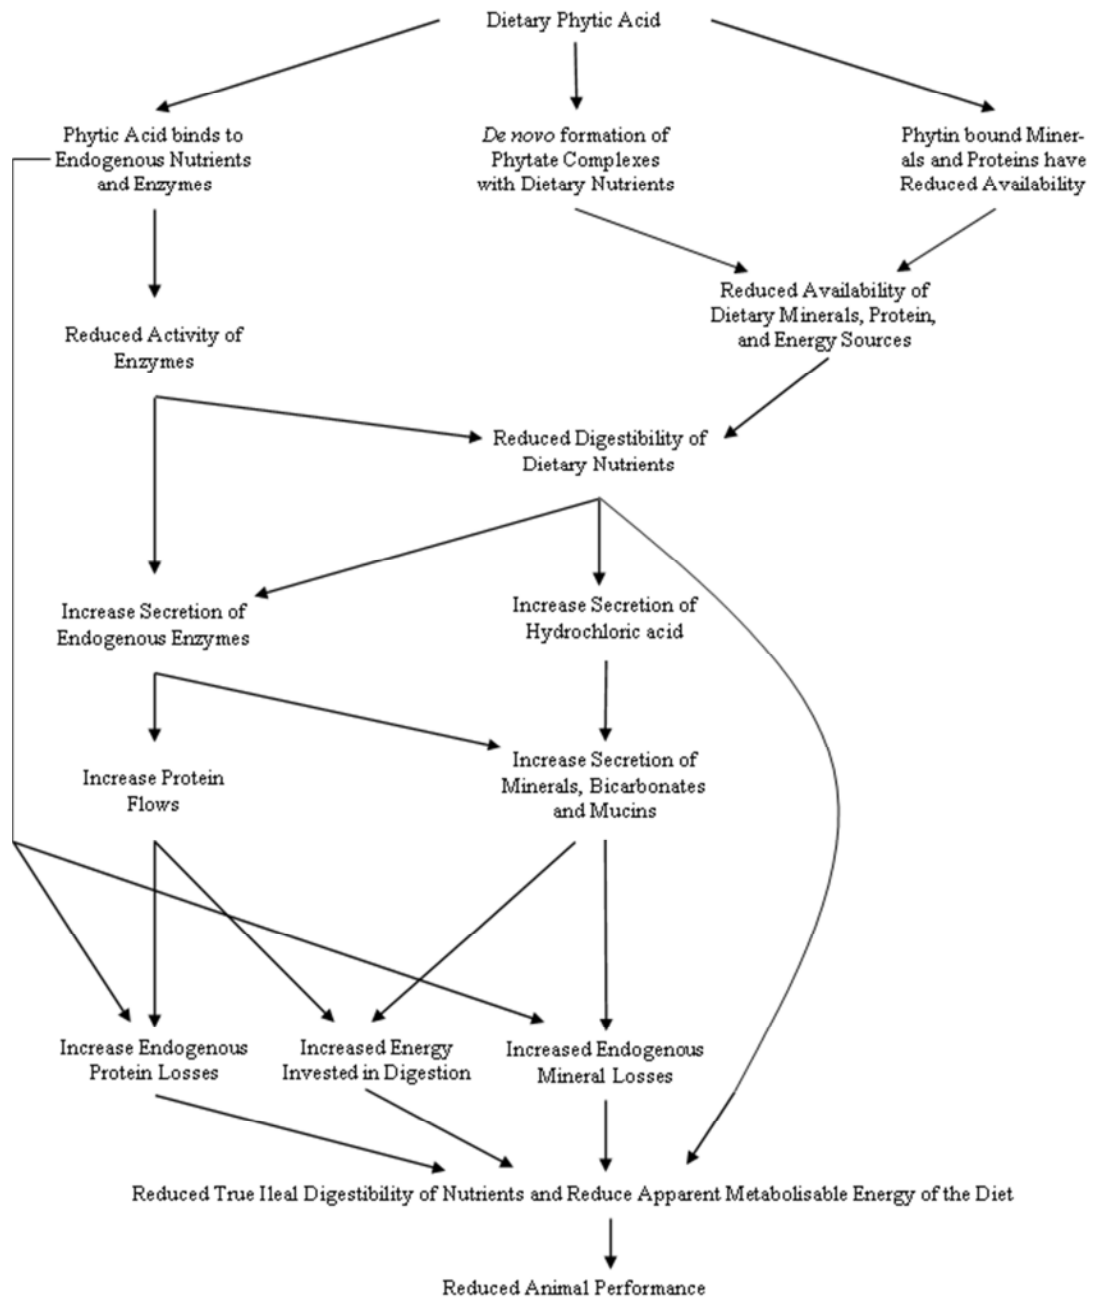 Dietary Phytic Acid
Phytic Acid binds to
Endogenous Nutrients
and Enzymes
De novo formation of
Phytate Complexes
with Dietary Nutrients
Phytin bound Miner-
als and Proteins have
Reduced Availability
Reduced Availability of
Dietary Minerals, Protein,
and Energy Sources
Reduced Activity of
Enzymes
Reduced Digestibility of
Dietary Nutrients
Increase Secretion of
Endogenous Enzymes
Increase Secretion of
Hydrochloric acid
Increase Protein
Flows
Increase Secretion of
Minerals, Bicarbonates
and Mucins
Increase Endogenous
Protein Losses
Increased Energy
Invested in Digestion
Increased Endogenous
Mineral Losses
Reduced True Ileal Digestibility of Nutrients and Reduce Apparent Metabolisable Energy of the Diet
Reduced Animal Performance